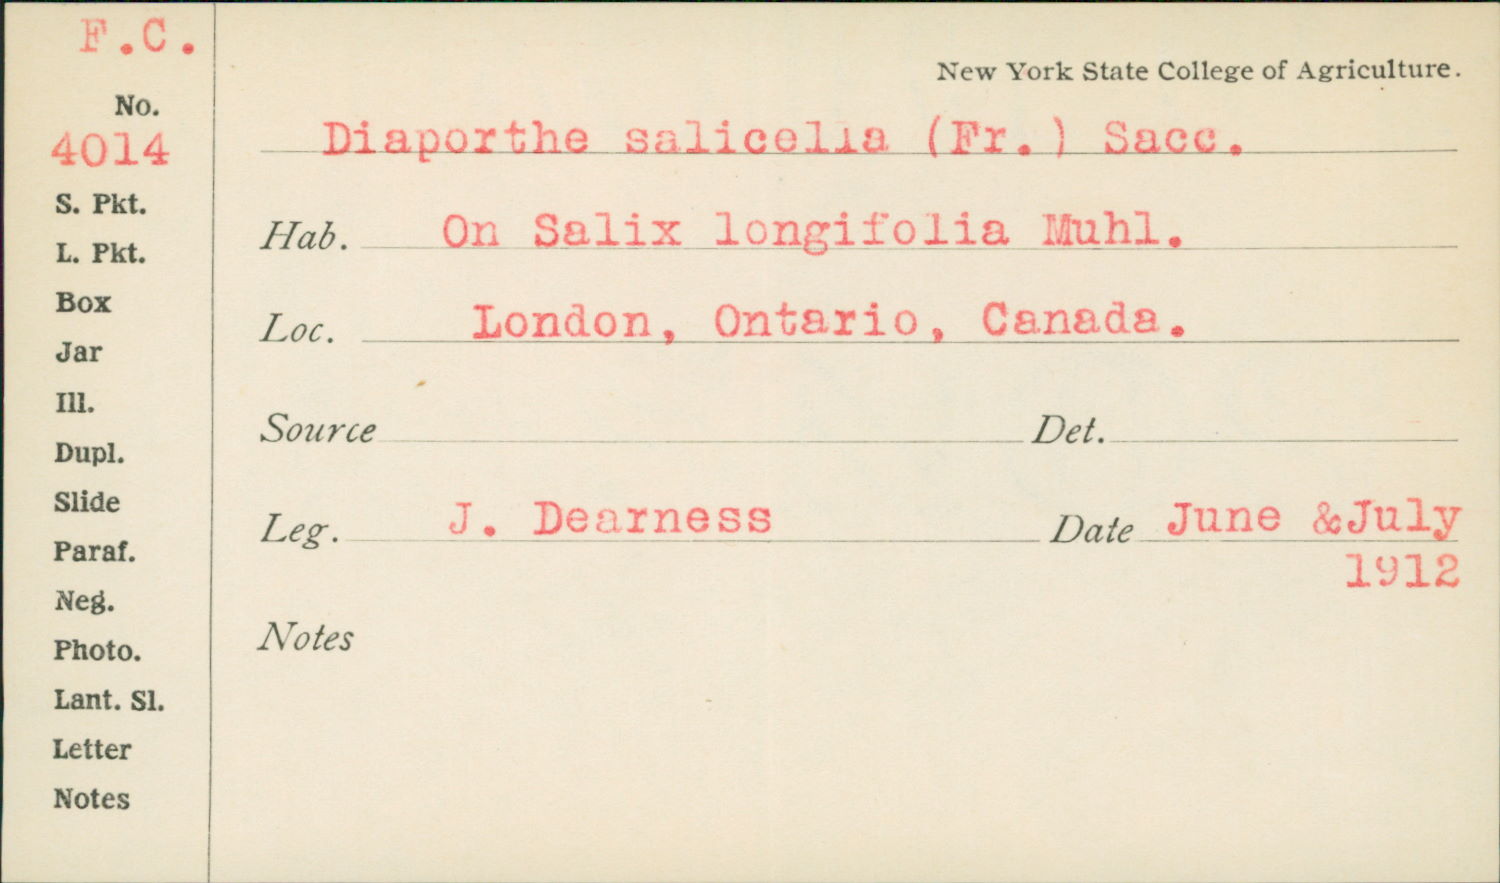 F.C.
New York State College of Agriculture.
No.
4014
Diaporthe salicella (Fr.) Sacc.
S. Pkt.
Hab. On Salix longifolia Muhl.
L. Pkt.
Box
Loc. London, Ontario, Canada.
Jar
Ill.
Source Det.
Dupl.
Slide
Leg. J. Dearness Date June &July
1912
Paraf.
Neg.
Notes
Photo.
Lant. Sl.
Letter
Notes